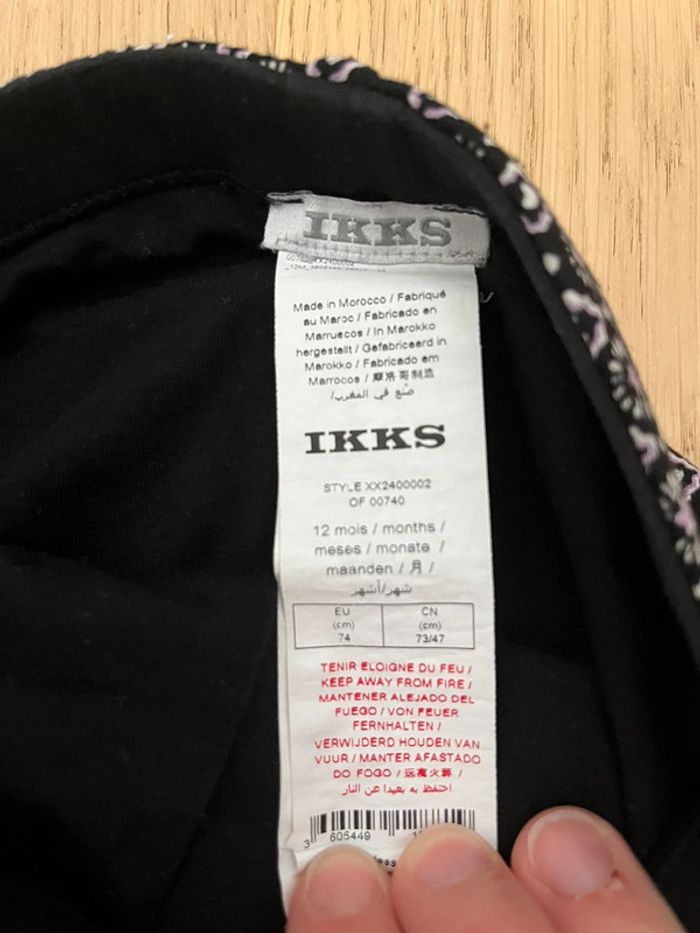 IKKS
Made in Morocco / Fabriqué
au Maroc / Fabricado en
Marruecos / In Marokko
hergestellt / Gefabriceerd in
Marokko / Fabricado em
Marrocos / 摩洛哥制造
/صنع في المغرب
IKKS
STYLE XX2400002
OF 00740
12 mois / months /
meses / monate /
maanden / 月 /
شهر/أشهر
EU CN
(cm) (cm)
74 73/47
TENIR ELOIGNE DU FEU /
KEEP AWAY FROM FIRE /
MANTENER ALEJADO DEL
FUEGO / VON FEUER
FERNHALTEN /
VERWIJDERD HOUDEN VAN
VUUR / MANTER AFASTADO
DO FOGO / 远离火源 /
احتفظ به بعيدا عن النار
3 605449